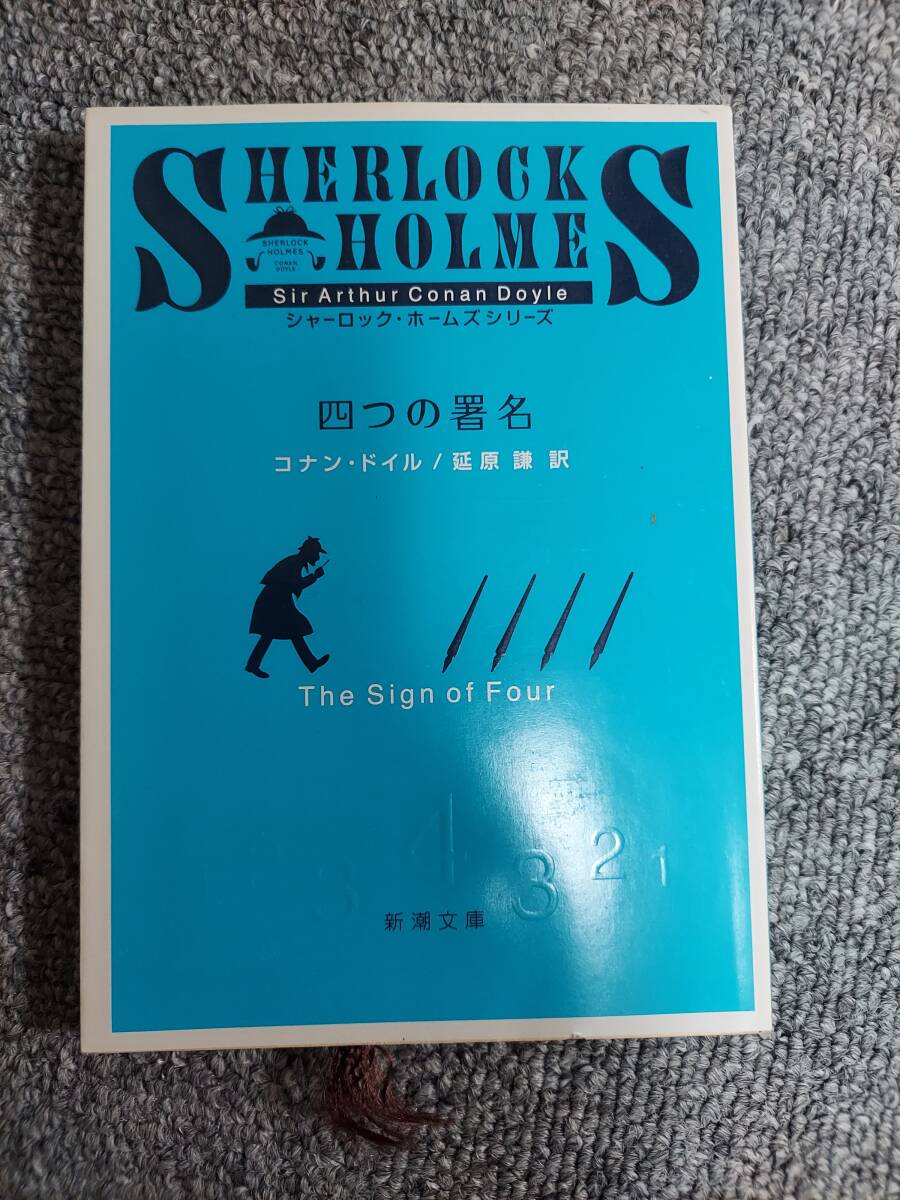 SHERLOCK
HOLMES
SHERLOCK
HOLMES
CONAN
DOYLE
Sir Arthur Conan Doyle
シャーロック・ホームズシリーズ
四つの署名
コナン・ドイル/延原 謙 訳
The Sign of Four
4 3 2 1
新潮文庫